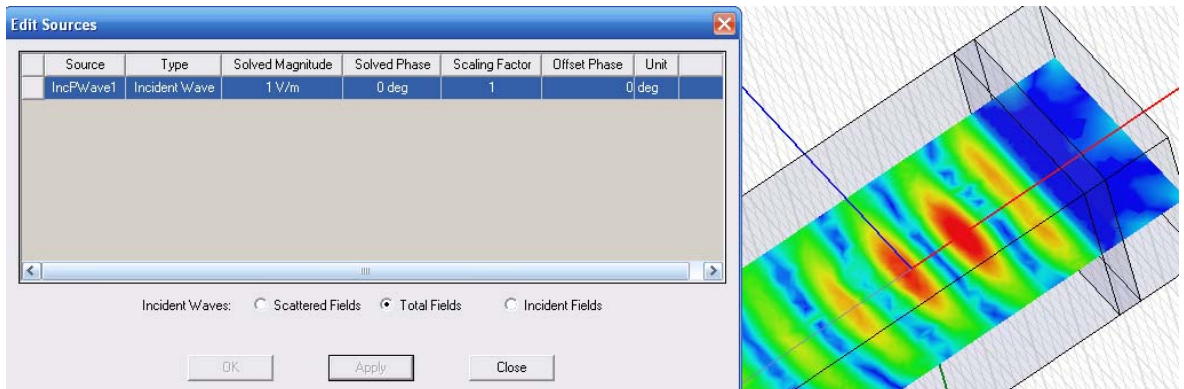 Edit Sources
Source Type Solved Magnitude Solved Phase Scaling Factor Offset Phase Unit
IncPWave1 Incident Wave 1 V/m 0 deg 1 0 deg
Incident Waves: Scattered Fields Total Fields Incident Fields
OK Apply Close